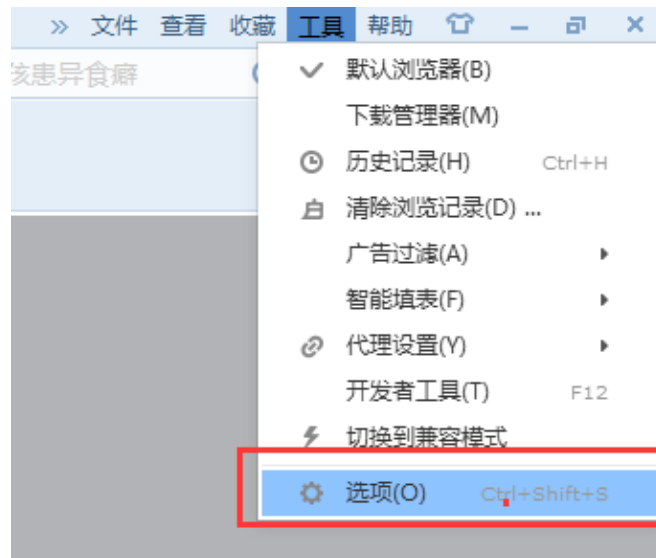 » 文件 查看 收藏 工具 帮助
孩患异食癖
默认浏览器(B)
下载管理器(M)
历史记录(H) Ctrl+H
清除浏览记录(D) ...
广告过滤(A)
智能填表(F)
代理设置(Y)
开发者工具(T) F12
切换到兼容模式
选项(O) Ctrl+Shift+S